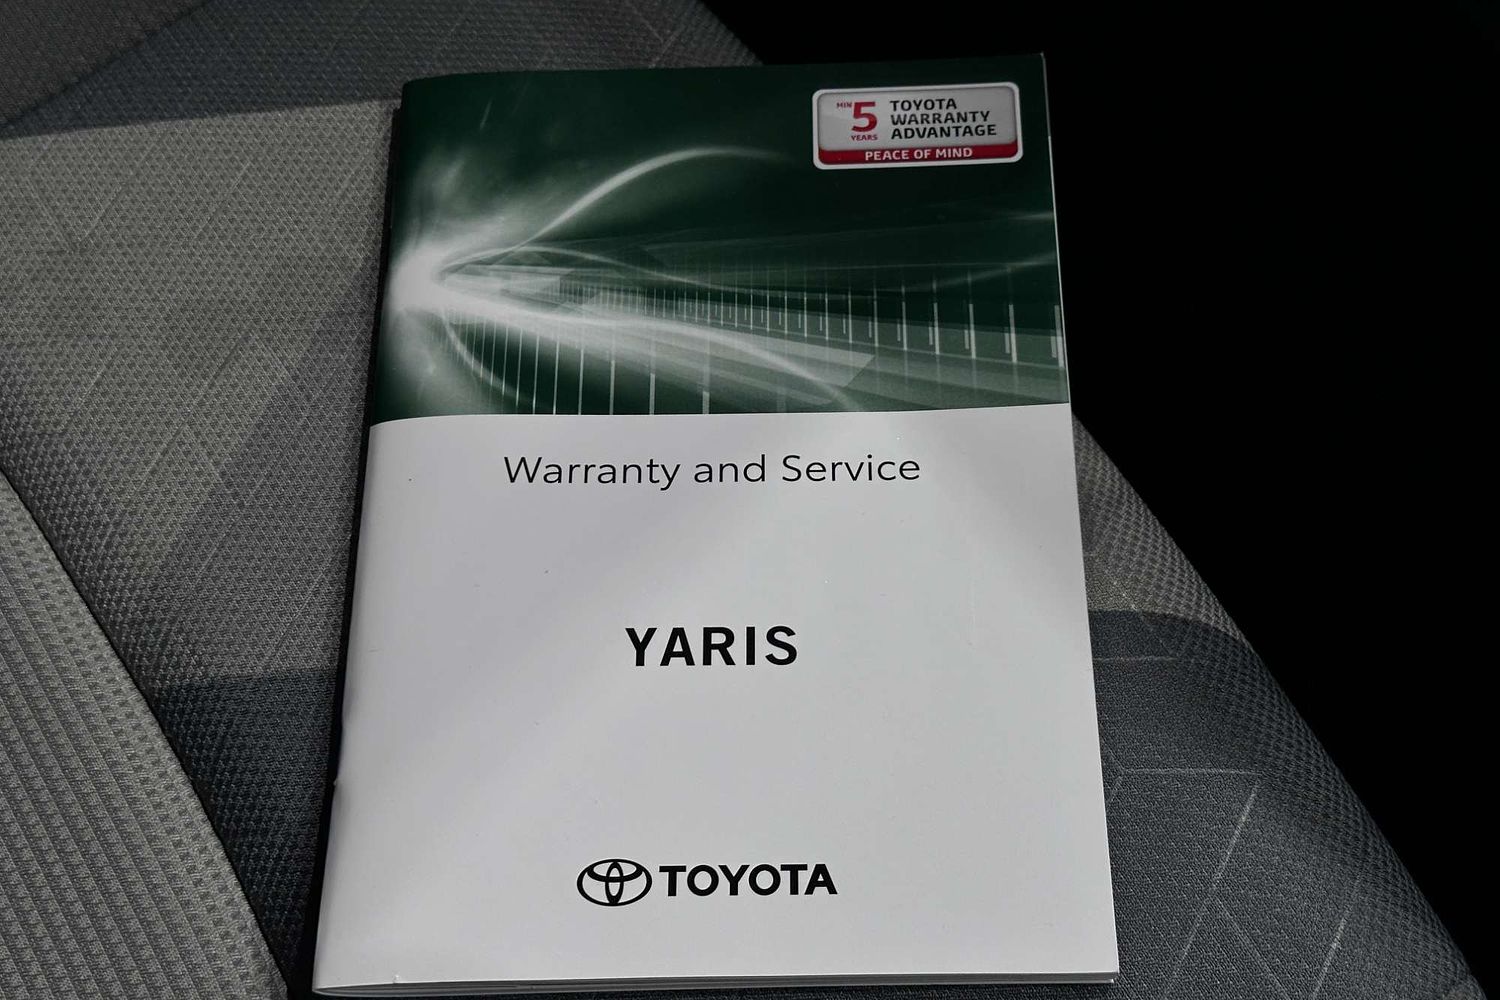 MIN 5 YEARS
TOYOTA
WARRANTY
ADVANTAGE
PEACE OF MIND
Warranty and Service
YARIS
TOYOTA